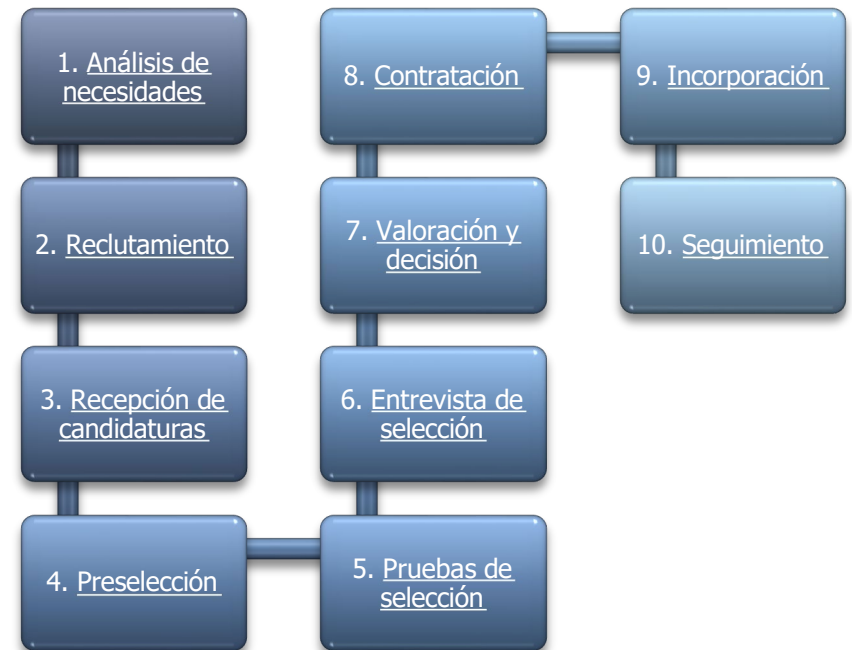 1. Análisis de
necesidades
2. Reclutamiento
3. Recepción de
candidaturas
4. Preselección
5. Pruebas de
selección
6. Entrevista de
selección
7. Valoración y
decisión
8. Contratación
9. Incorporación
10. Seguimiento